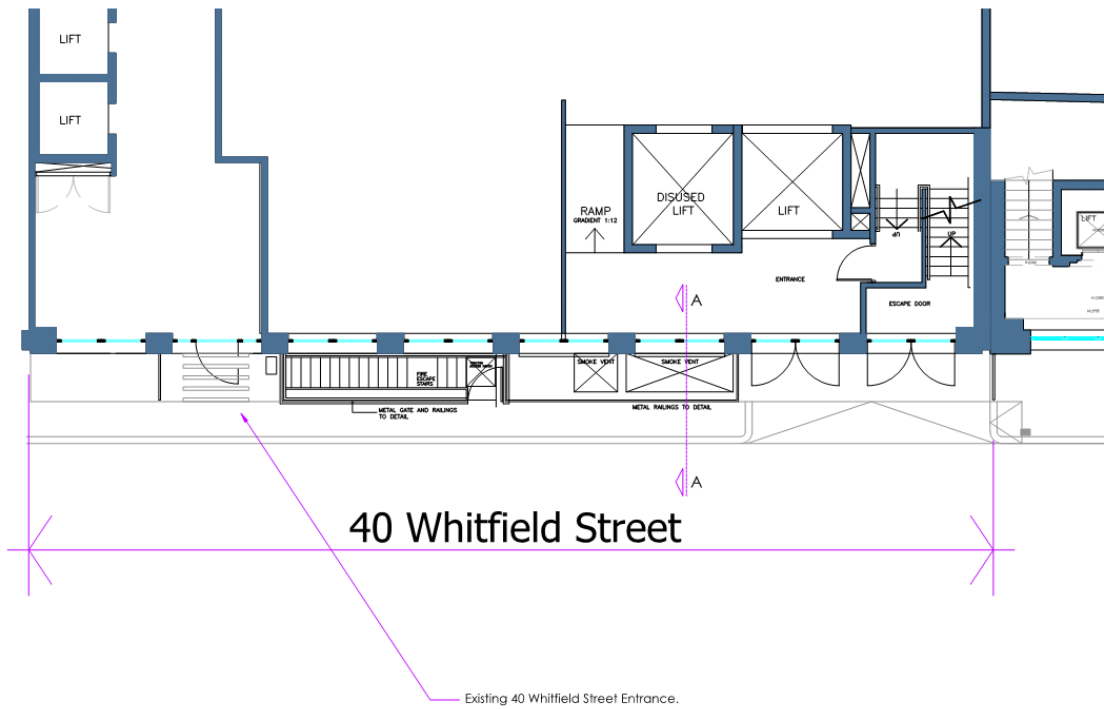 LIFT
LIFT
DISUSED
LIFT
LIFT
LIFT
RAMP
GRADIENT 1:12
UP
UP
ENTRANCE
ESCAPE DOOR
A
SMOKE VENT
SMOKE VENT
FIRE
ESCAPE
STAIRS
METAL GATE AND RAILINGS
TO DETAIL
METAL RAILINGS TO DETAIL
A
40 Whitfield Street
Existing 40 Whitfield Street Entrance.